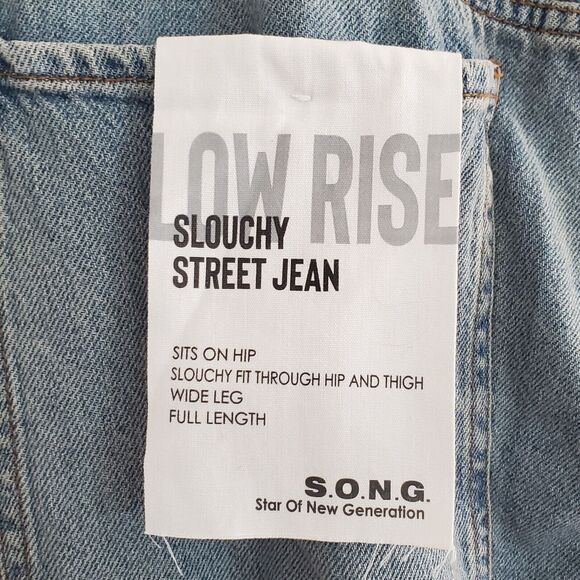 LOW RISE
SLOUCHY
STREET JEAN
SITS ON HIP
SLOUCHY FIT THROUGH HIP AND THIGH
WIDE LEG
FULL LENGTH
S.O.N.G.
Star Of New Generation